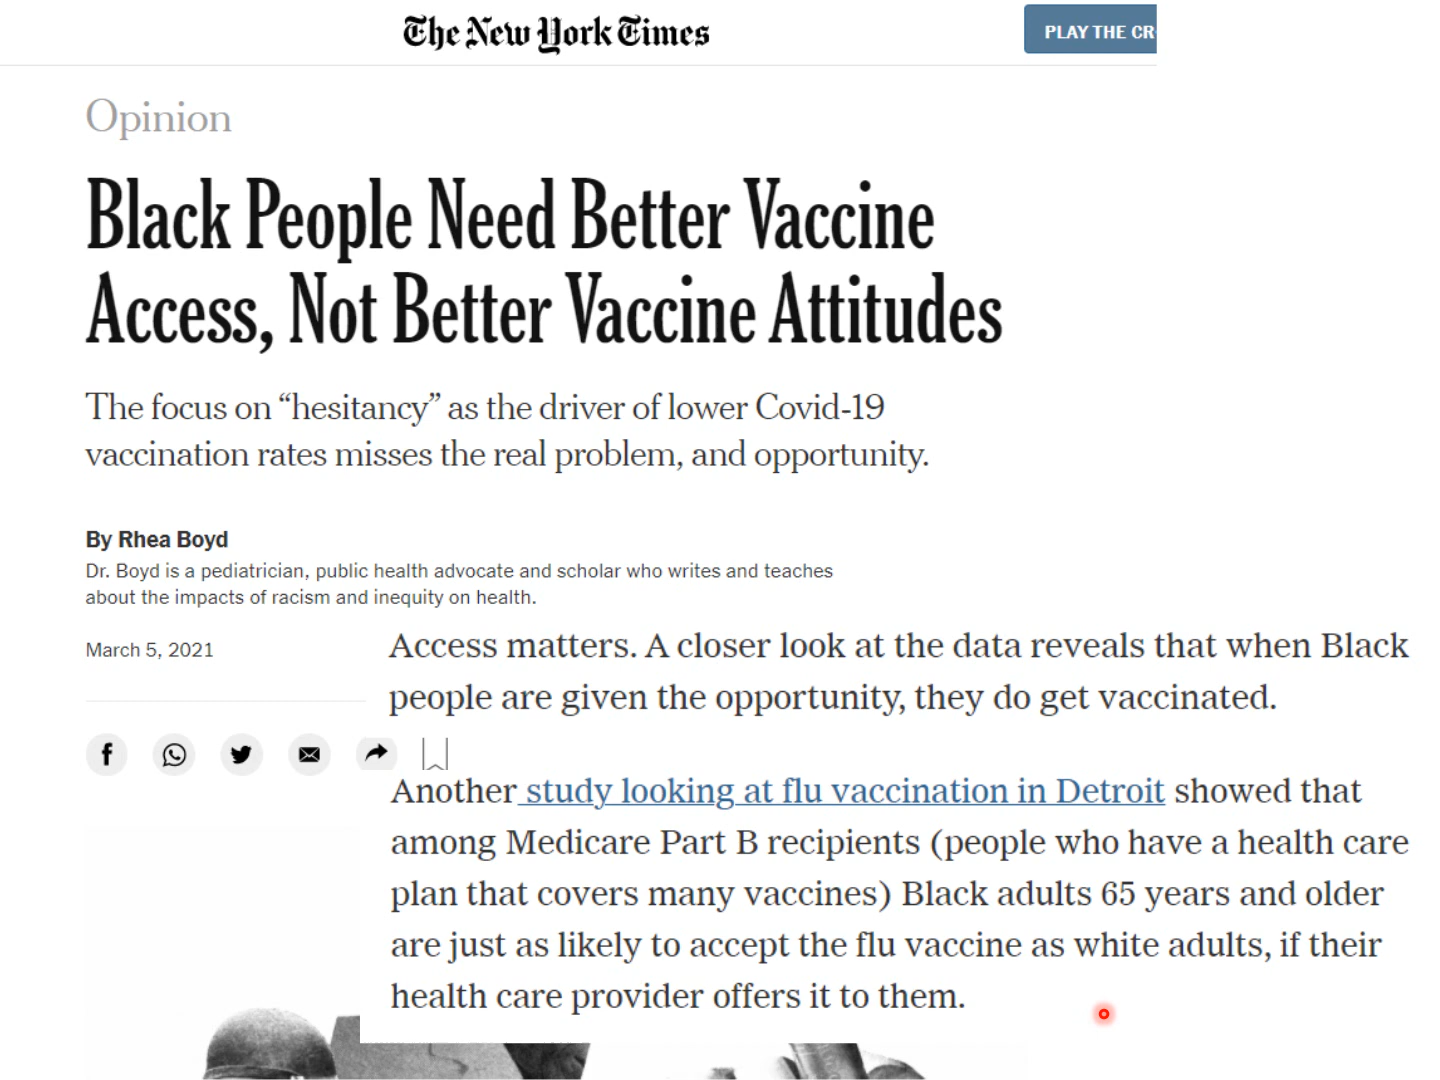 The New York Times
PLAY THE CR
Opinion
Black People Need Better Vaccine
Access, Not Better Vaccine Attitudes
The focus on “hesitancy” as the driver of lower Covid-19
vaccination rates misses the real problem, and opportunity.
By Rhea Boyd
Dr. Boyd is a pediatrician, public health advocate and scholar who writes and teaches
about the impacts of racism and inequity on health.
March 5, 2021
Access matters. A closer look at the data reveals that when Black
people are given the opportunity, they do get vaccinated.
Another study looking at flu vaccination in Detroit showed that
among Medicare Part B recipients (people who have a health care
plan that covers many vaccines) Black adults 65 years and older
are just as likely to accept the flu vaccine as white adults, if their
health care provider offers it to them.